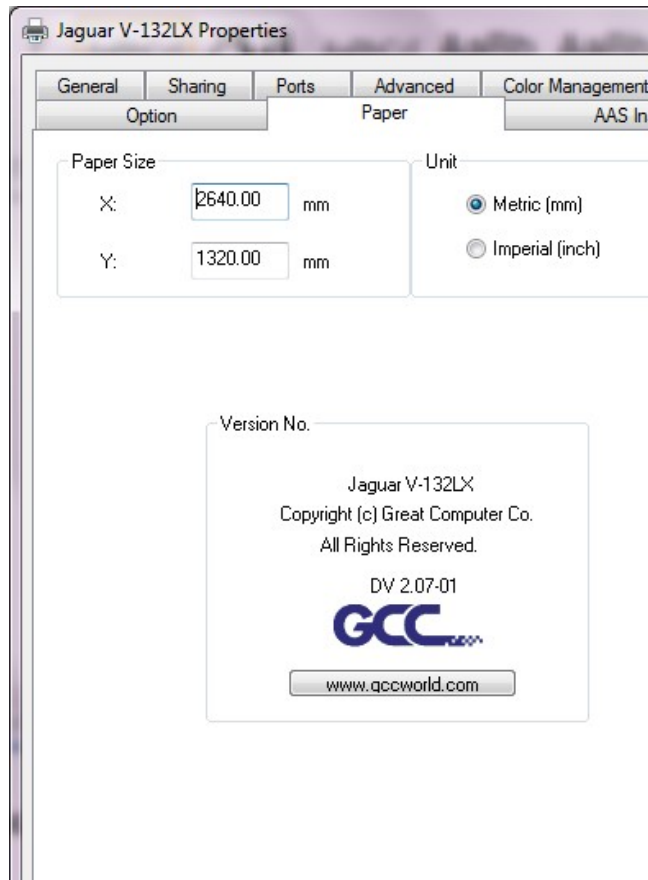 Jaguar V-132LX Properties
General Sharing Ports Advanced Color Management
Option Paper AAS In
Paper Size Unit
X: 2640.00 mm Metric (mm)
Y: 1320.00 mm Imperial (inch)
Version No.
Jaguar V-132LX
Copyright (c) Great Computer Co.
All Rights Reserved.
DV 2.07-01
GCC
www.gccworld.com